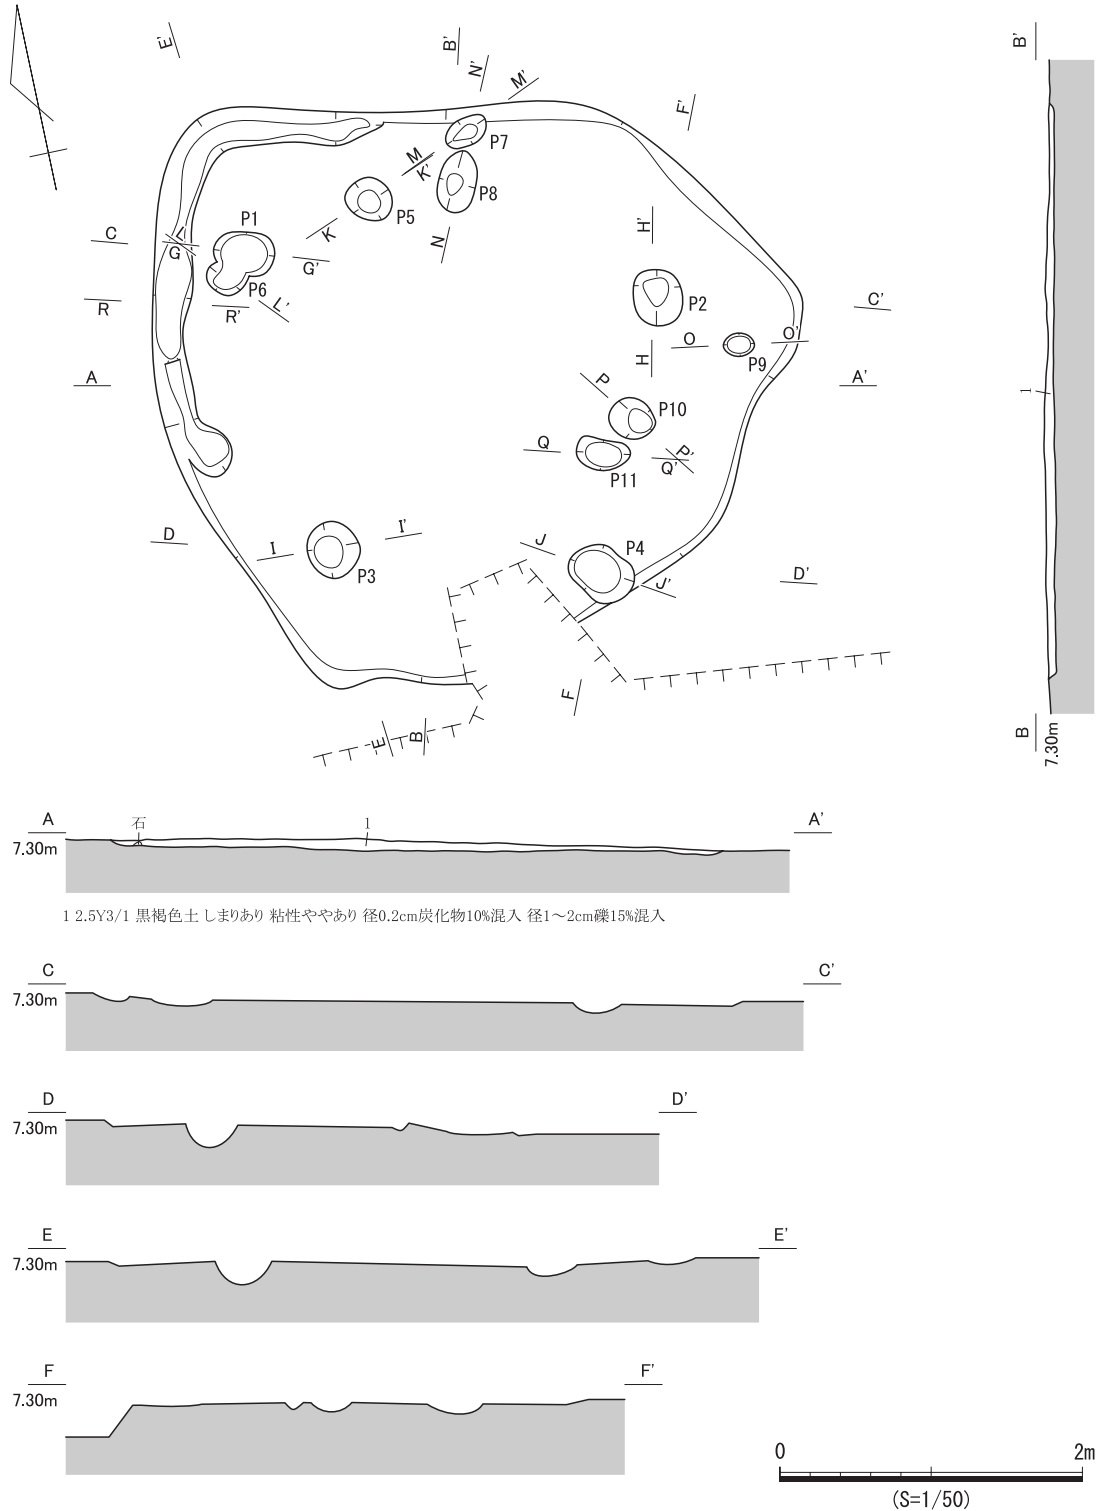 E'
B'
N'
M'
F'
B'
P7
M
K'
P8
P5
H'
K
P1
N
C
L
G
G'
P6
L'
R
R'
P2
C'
O
O'
P9
H
A
A'
P
P10
1
Q
P'
Q'
P11
D
I
I'
P3
J
P4
J'
D'
F
E
B
B
7.30m
A
石
1
A'
7.30m
1 2.5Y3/1 黒褐色土 しまりあり 粘性ややあり 径0.2cm炭化物10%混入 径1～2cm礫15%混入
C
C'
7.30m
D
D'
7.30m
E
E'
7.30m
F
F'
7.30m
0
2m
(S=1/50)